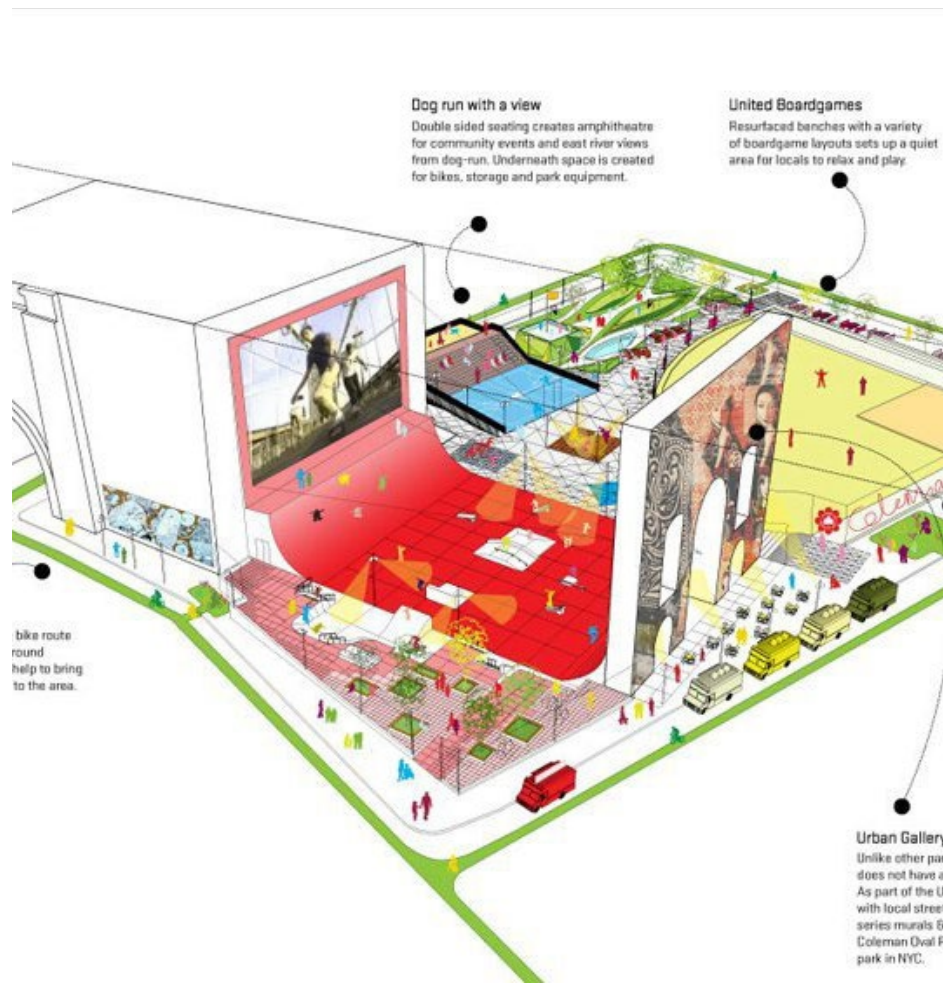 Dog run with a view
Double sided seating creates amphitheatre
for community events and east river views
from dog-run. Underneath space is created
for bikes, storage and park equipment.
United Boardgames
Resurfaced benches with a variety
of boardgame layouts sets up a quiet
area for locals to relax and play.
bike route
round
help to bring
to the area.
Urban Gallery
Unlike other par
does not have a
As part of the U
with local street
series murals &
Coleman Oval P
park in NYC.